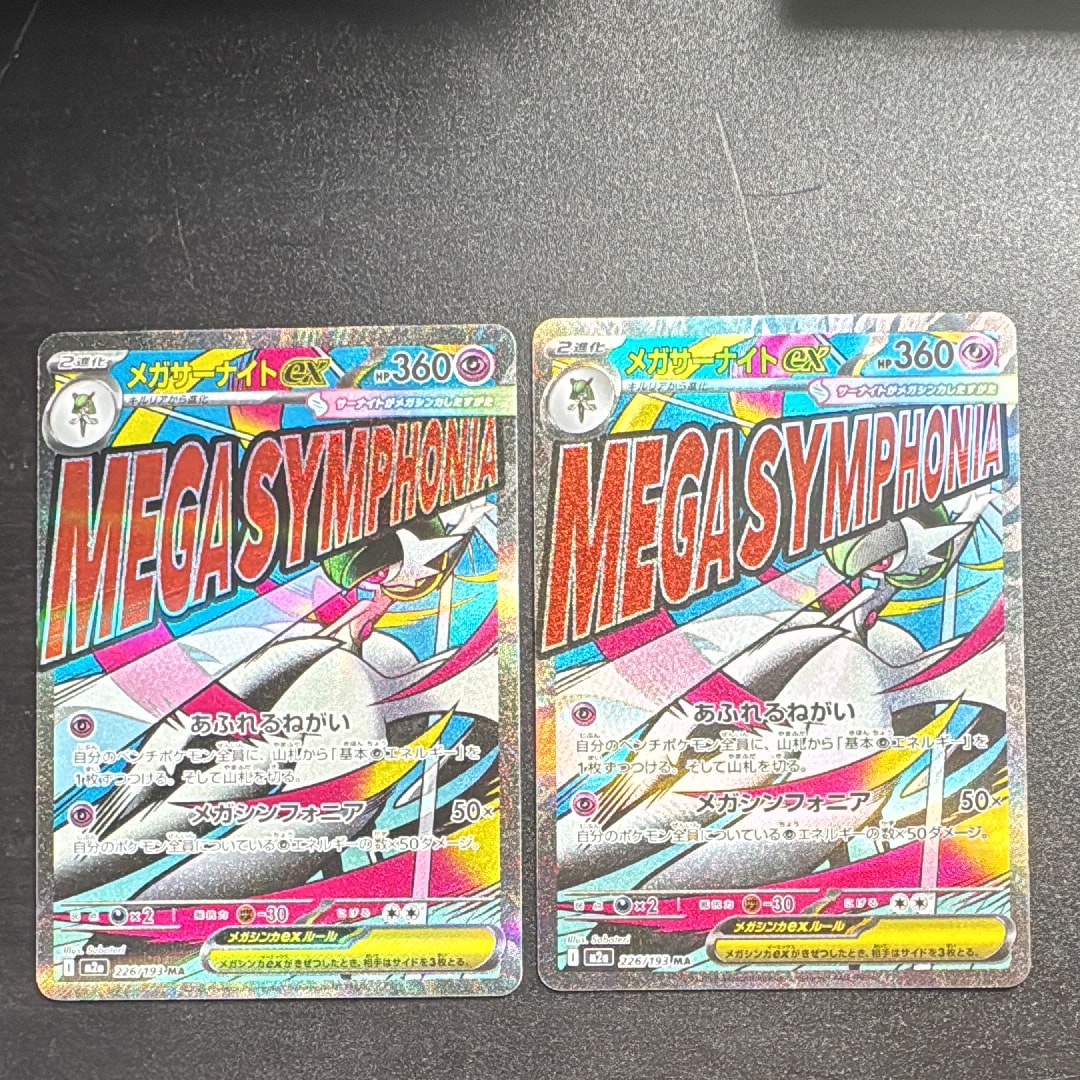 2進化
メガサーナイトex
HP360
キルリアから進化
サーナイトがメガシンカしたすがた
MEGA SYMPHONIA
あふれるねがい
自分のベンチポケモン全員に、山札から「基本エネルギー」を
1枚ずつつける。そして山札を切る。
メガシンフォニア 50×
自分のポケモン全員についているエネルギーの数×50ダメージ。
弱点 ×2 抵抗力 -30 にげる
メガシンカexルール
メガシンカexがきぜつしたとき、相手はサイドを3枚とる。
Illus. Saboteri
I m2a 226/193 MA
2進化
メガサーナイトex
HP360
キルリアから進化
サーナイトがメガシンカしたすがた
MEGA SYMPHONIA
あふれるねがい
自分のベンチポケモン全員に、山札から「基本エネルギー」を
1枚ずつつける。そして山札を切る。
メガシンフォニア 50×
自分のポケモン全員についているエネルギーの数×50ダメージ。
弱点 ×2 抵抗力 -30 にげる
メガシンカexルール
メガシンカexがきぜつしたとき、相手はサイドを3枚とる。
Illus. Saboteri
I m2a 226/193 MA